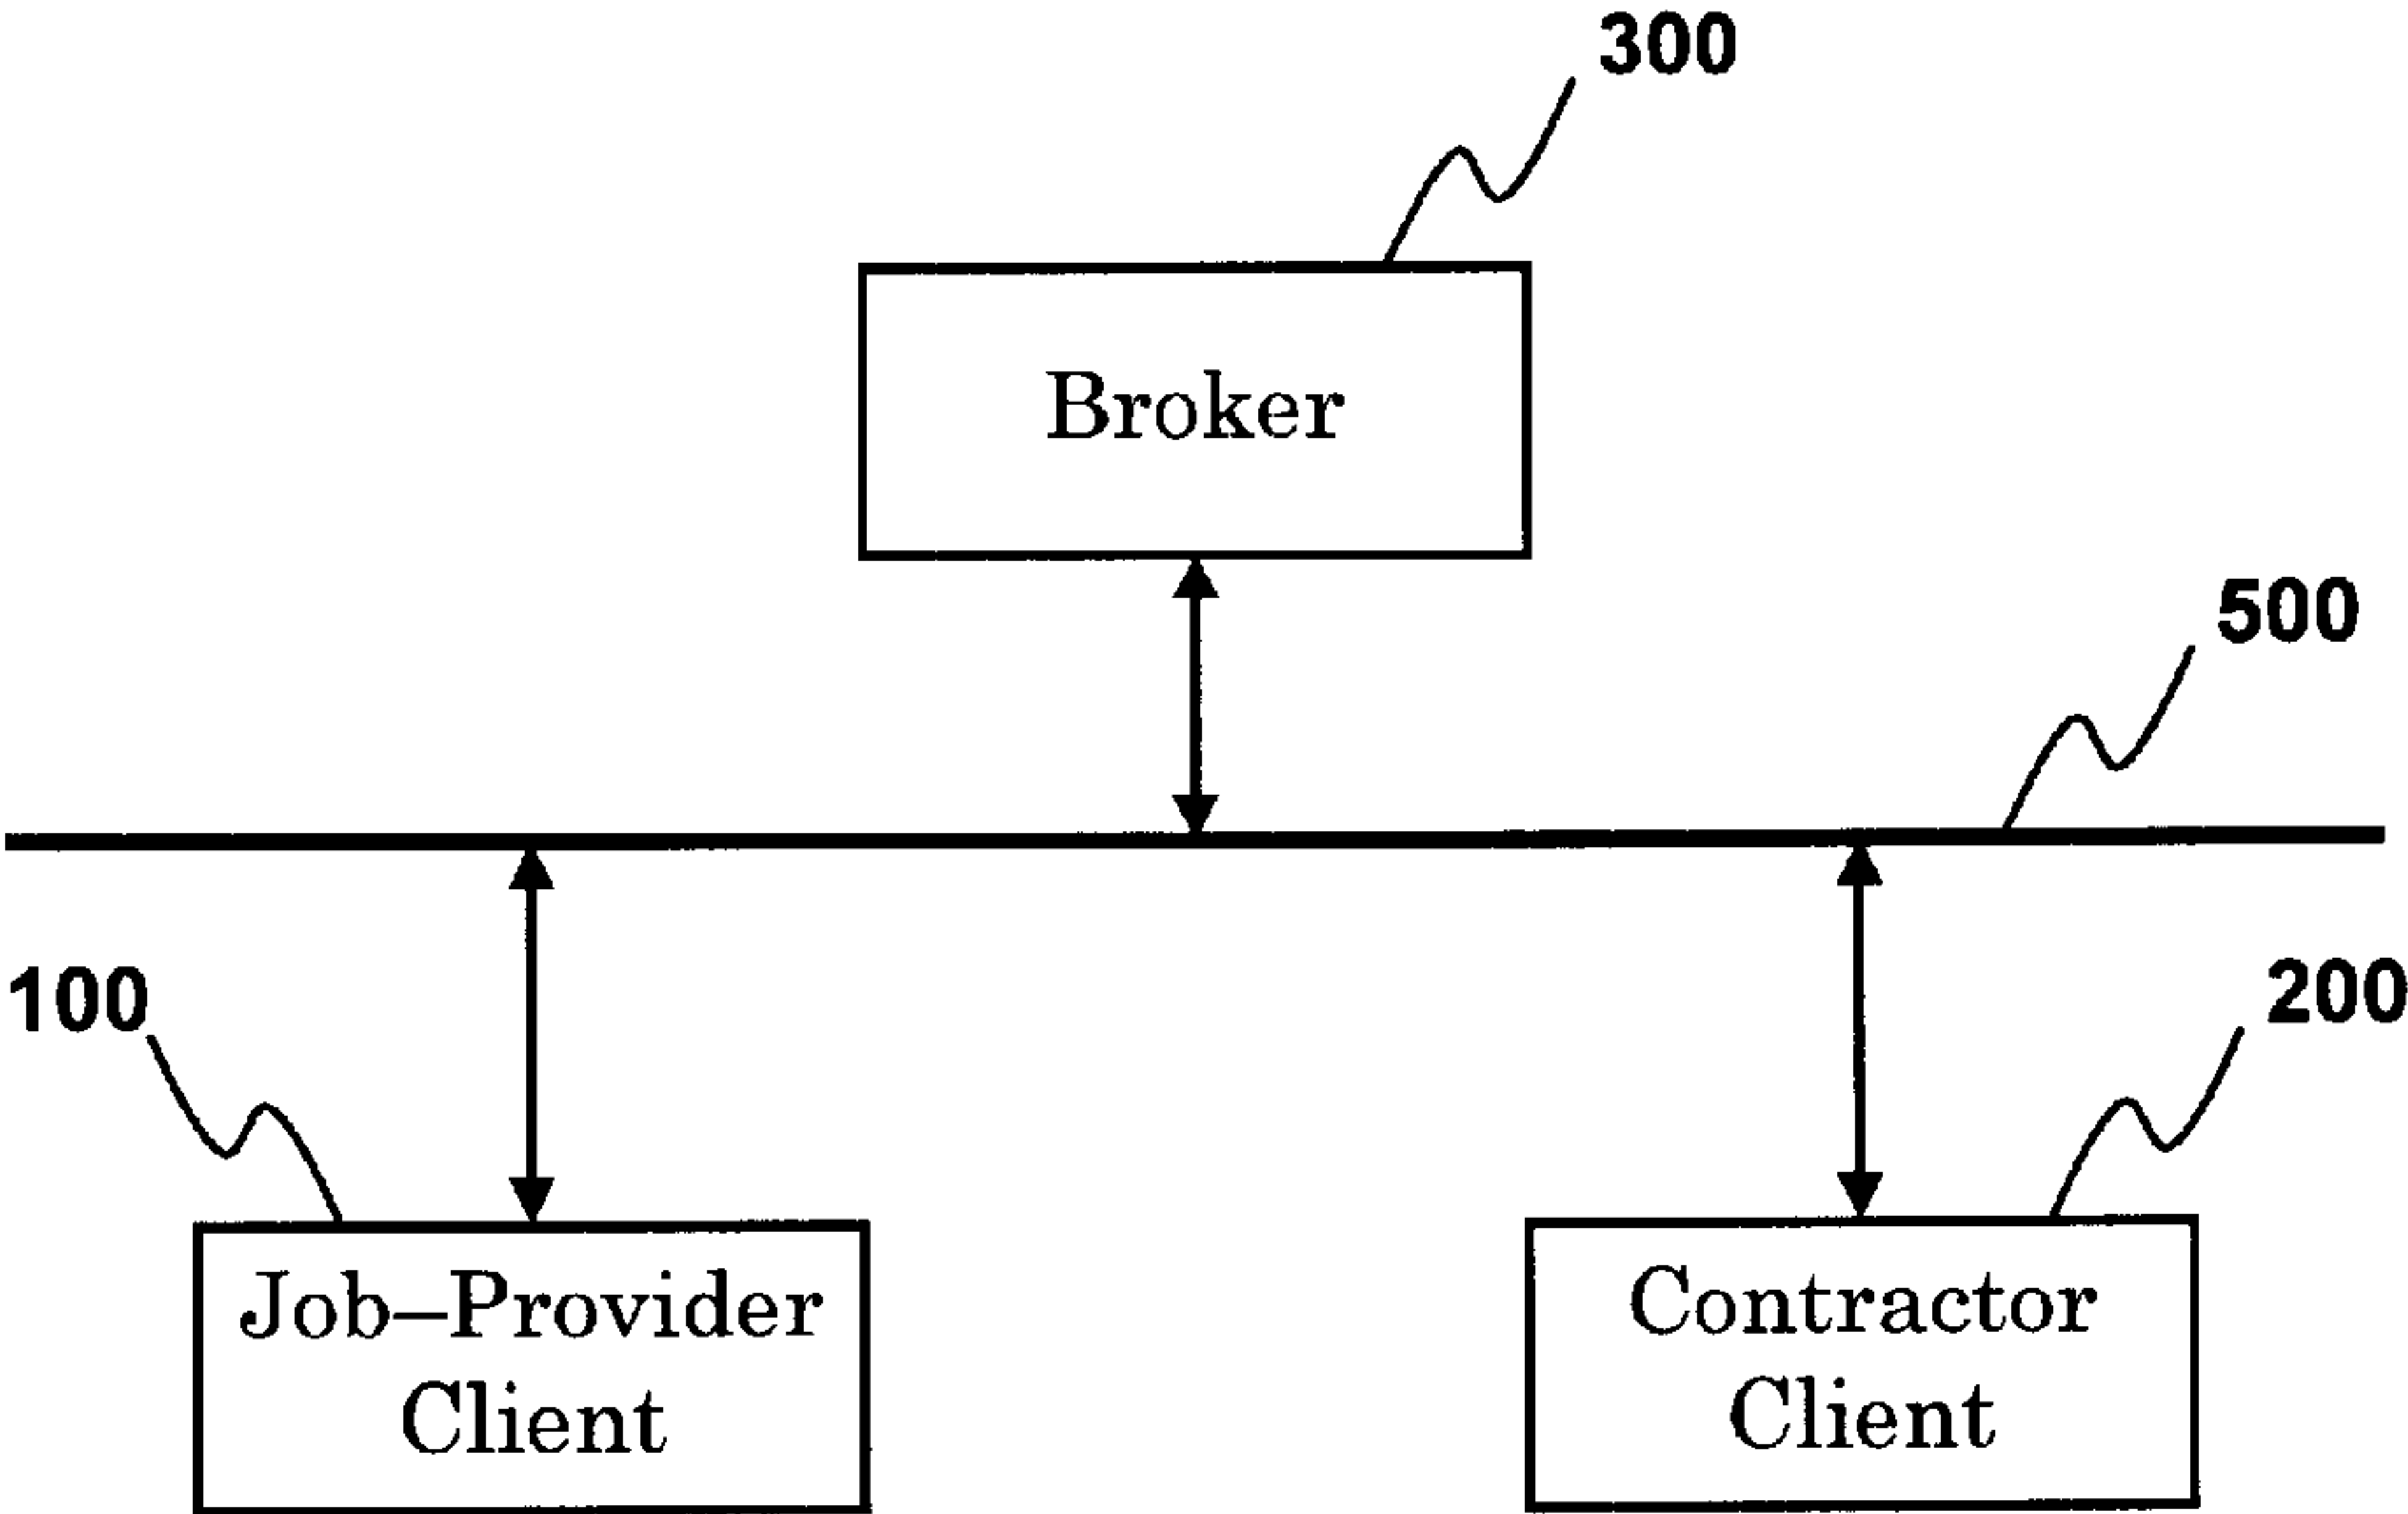 300
Broker
500
100
200
Job–Provider
Client
Contractor
Client